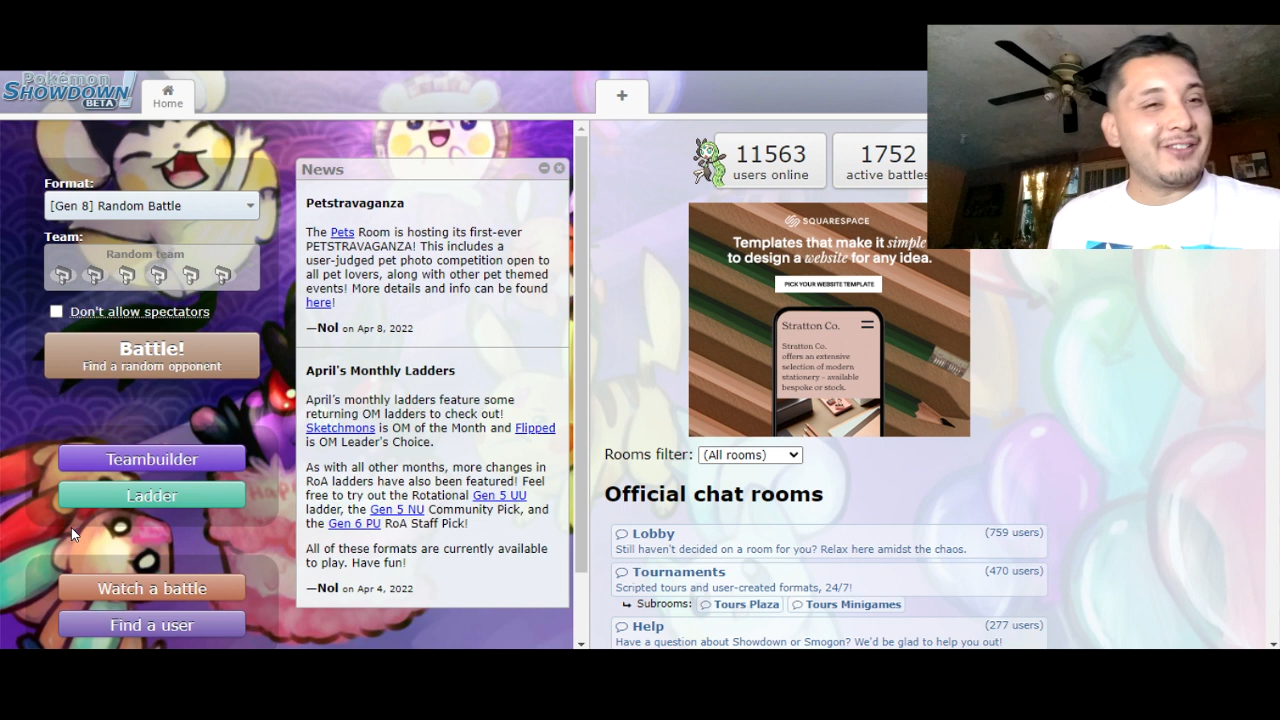 Pokémon
SHOWDOWN!
BETA
Home
+
Format:
[Gen 8] Random Battle
Team:
Random team
Don't allow spectators
Battle!
Find a random opponent
Teambuilder
Ladder
Watch a battle
Find a user
News
Petstravaganza
The Pets Room is hosting its first-ever
PETSTRAVAGANZA! This includes a
user-judged pet photo competition open to
all pet lovers, along with other pet themed
events! More details and info can be found
here!
—Nol on Apr 8, 2022
April's Monthly Ladders
April's monthly ladders feature some
returning OM ladders to check out!
Sketchmons is OM of the Month and Flipped
is OM Leader's Choice.
As with all other months, more changes in
RoA ladders have also been featured! Feel
free to try out the Rotational Gen 5 UU
ladder, the Gen 5 NU Community Pick, and
the Gen 6 PU RoA Staff Pick!
All of these formats are currently available
to play. Have fun!
—Nol on Apr 4, 2022
11563
users online
1752
active battles
SQUARESPACE
Templates that make it simple
to design a website for any idea.
PICK YOUR WEBSITE TEMPLATE
Stratton Co.
Stratton Co.
offers an extensive
selection of modern
stationery – available
bespoke or stock.
Rooms filter: (All rooms)
Official chat rooms
Lobby (759 users)
Still haven't decided on a room for you? Relax here amidst the chaos.
Tournaments (470 users)
Scripted tours and user-created formats, 24/7!
Subrooms: Tours Plaza Tours Minigames
Help (277 users)
Have a question about Showdown or Smogon? We'd be glad to help you out!